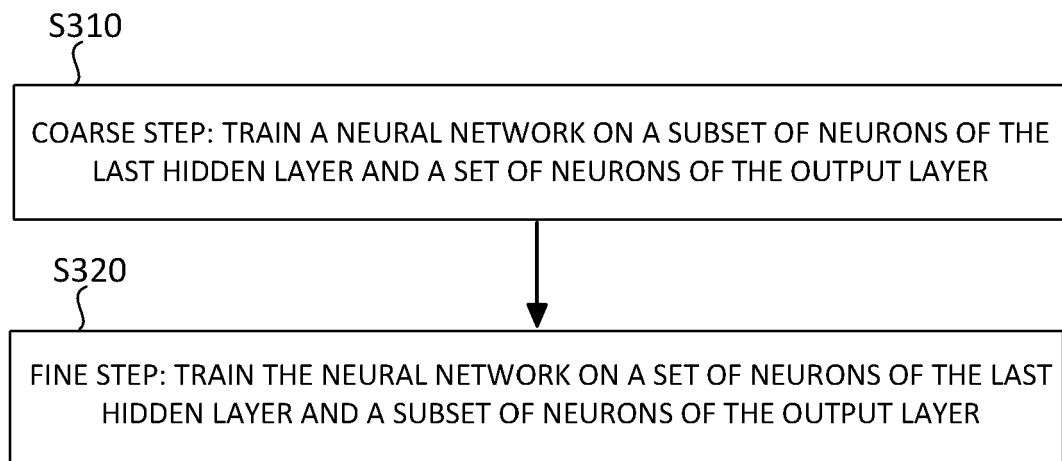 S310
COARSE STEP: TRAIN A NEURAL NETWORK ON A SUBSET OF NEURONS OF THE
LAST HIDDEN LAYER AND A SET OF NEURONS OF THE OUTPUT LAYER
S320
FINE STEP: TRAIN THE NEURAL NETWORK ON A SET OF NEURONS OF THE LAST
HIDDEN LAYER AND A SUBSET OF NEURONS OF THE OUTPUT LAYER